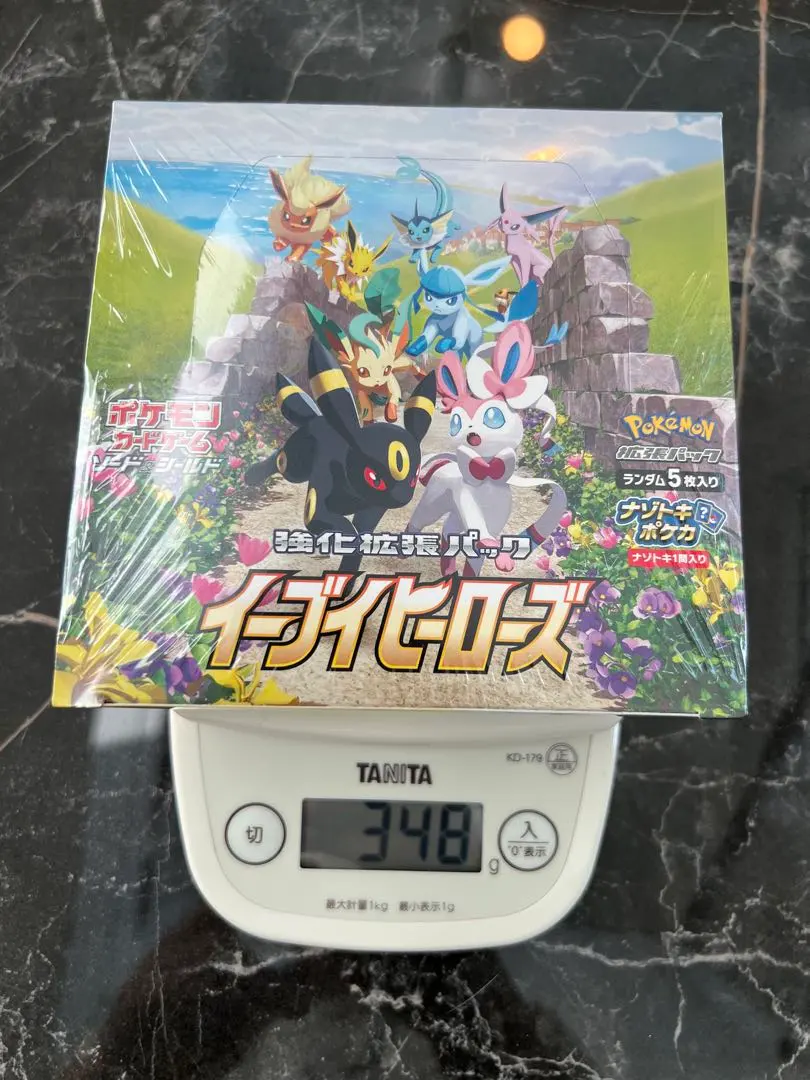 ポケモン
カードゲーム
ソード&シールド
POKÉMON
拡張パック
ランダム5枚入り
ナゾトキ
ポケカ
?
ナゾトキ1問入り
強化拡張パック
イーブイヒーローズ
TANITA
KD-179
正
切
348
g
入
"0"表示
最大計量1kg 最小表示1g